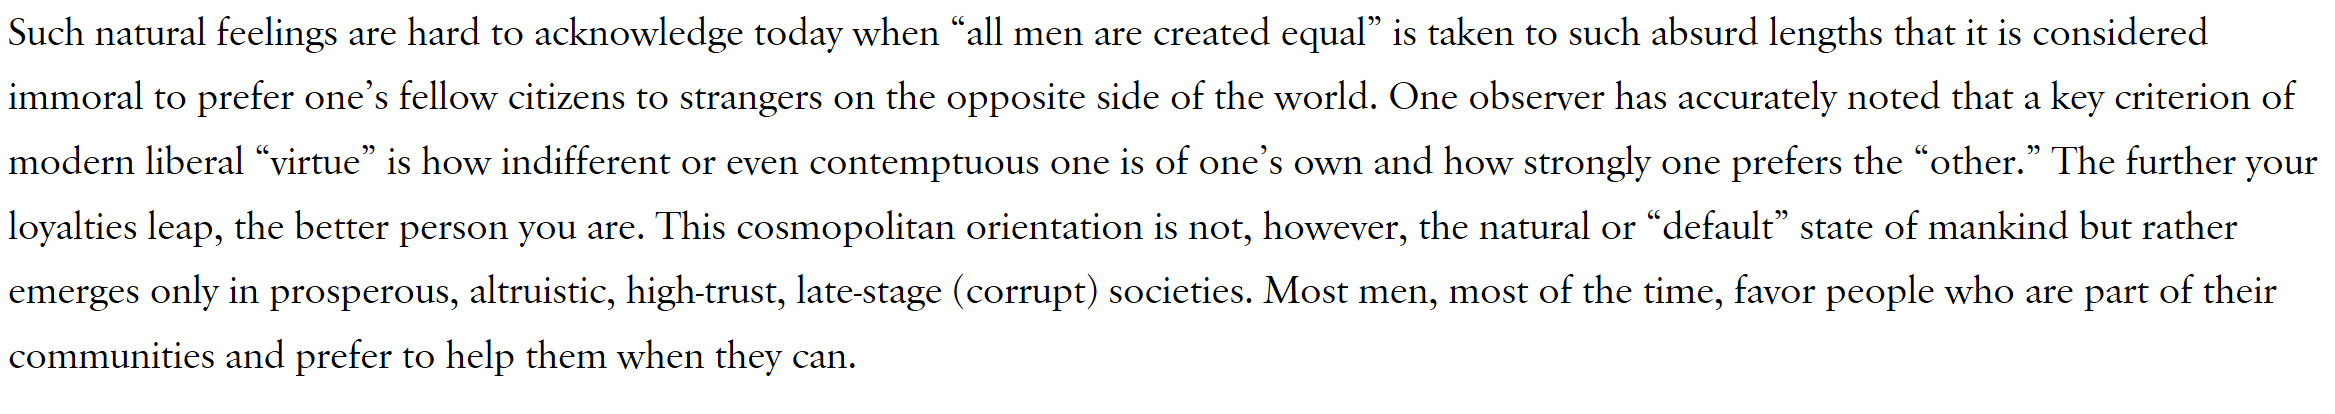 Such natural feelings are hard to acknowledge today when “all men are created equal” is taken to such absurd lengths that it is considered
immoral to prefer one’s fellow citizens to strangers on the opposite side of the world. One observer has accurately noted that a key criterion of
modern liberal “virtue” is how indifferent or even contemptuous one is of one’s own and how strongly one prefers the “other.” The further your
loyalties leap, the better person you are. This cosmopolitan orientation is not, however, the natural or “default” state of mankind but rather
emerges only in prosperous, altruistic, high-trust, late-stage (corrupt) societies. Most men, most of the time, favor people who are part of their
communities and prefer to help them when they can.